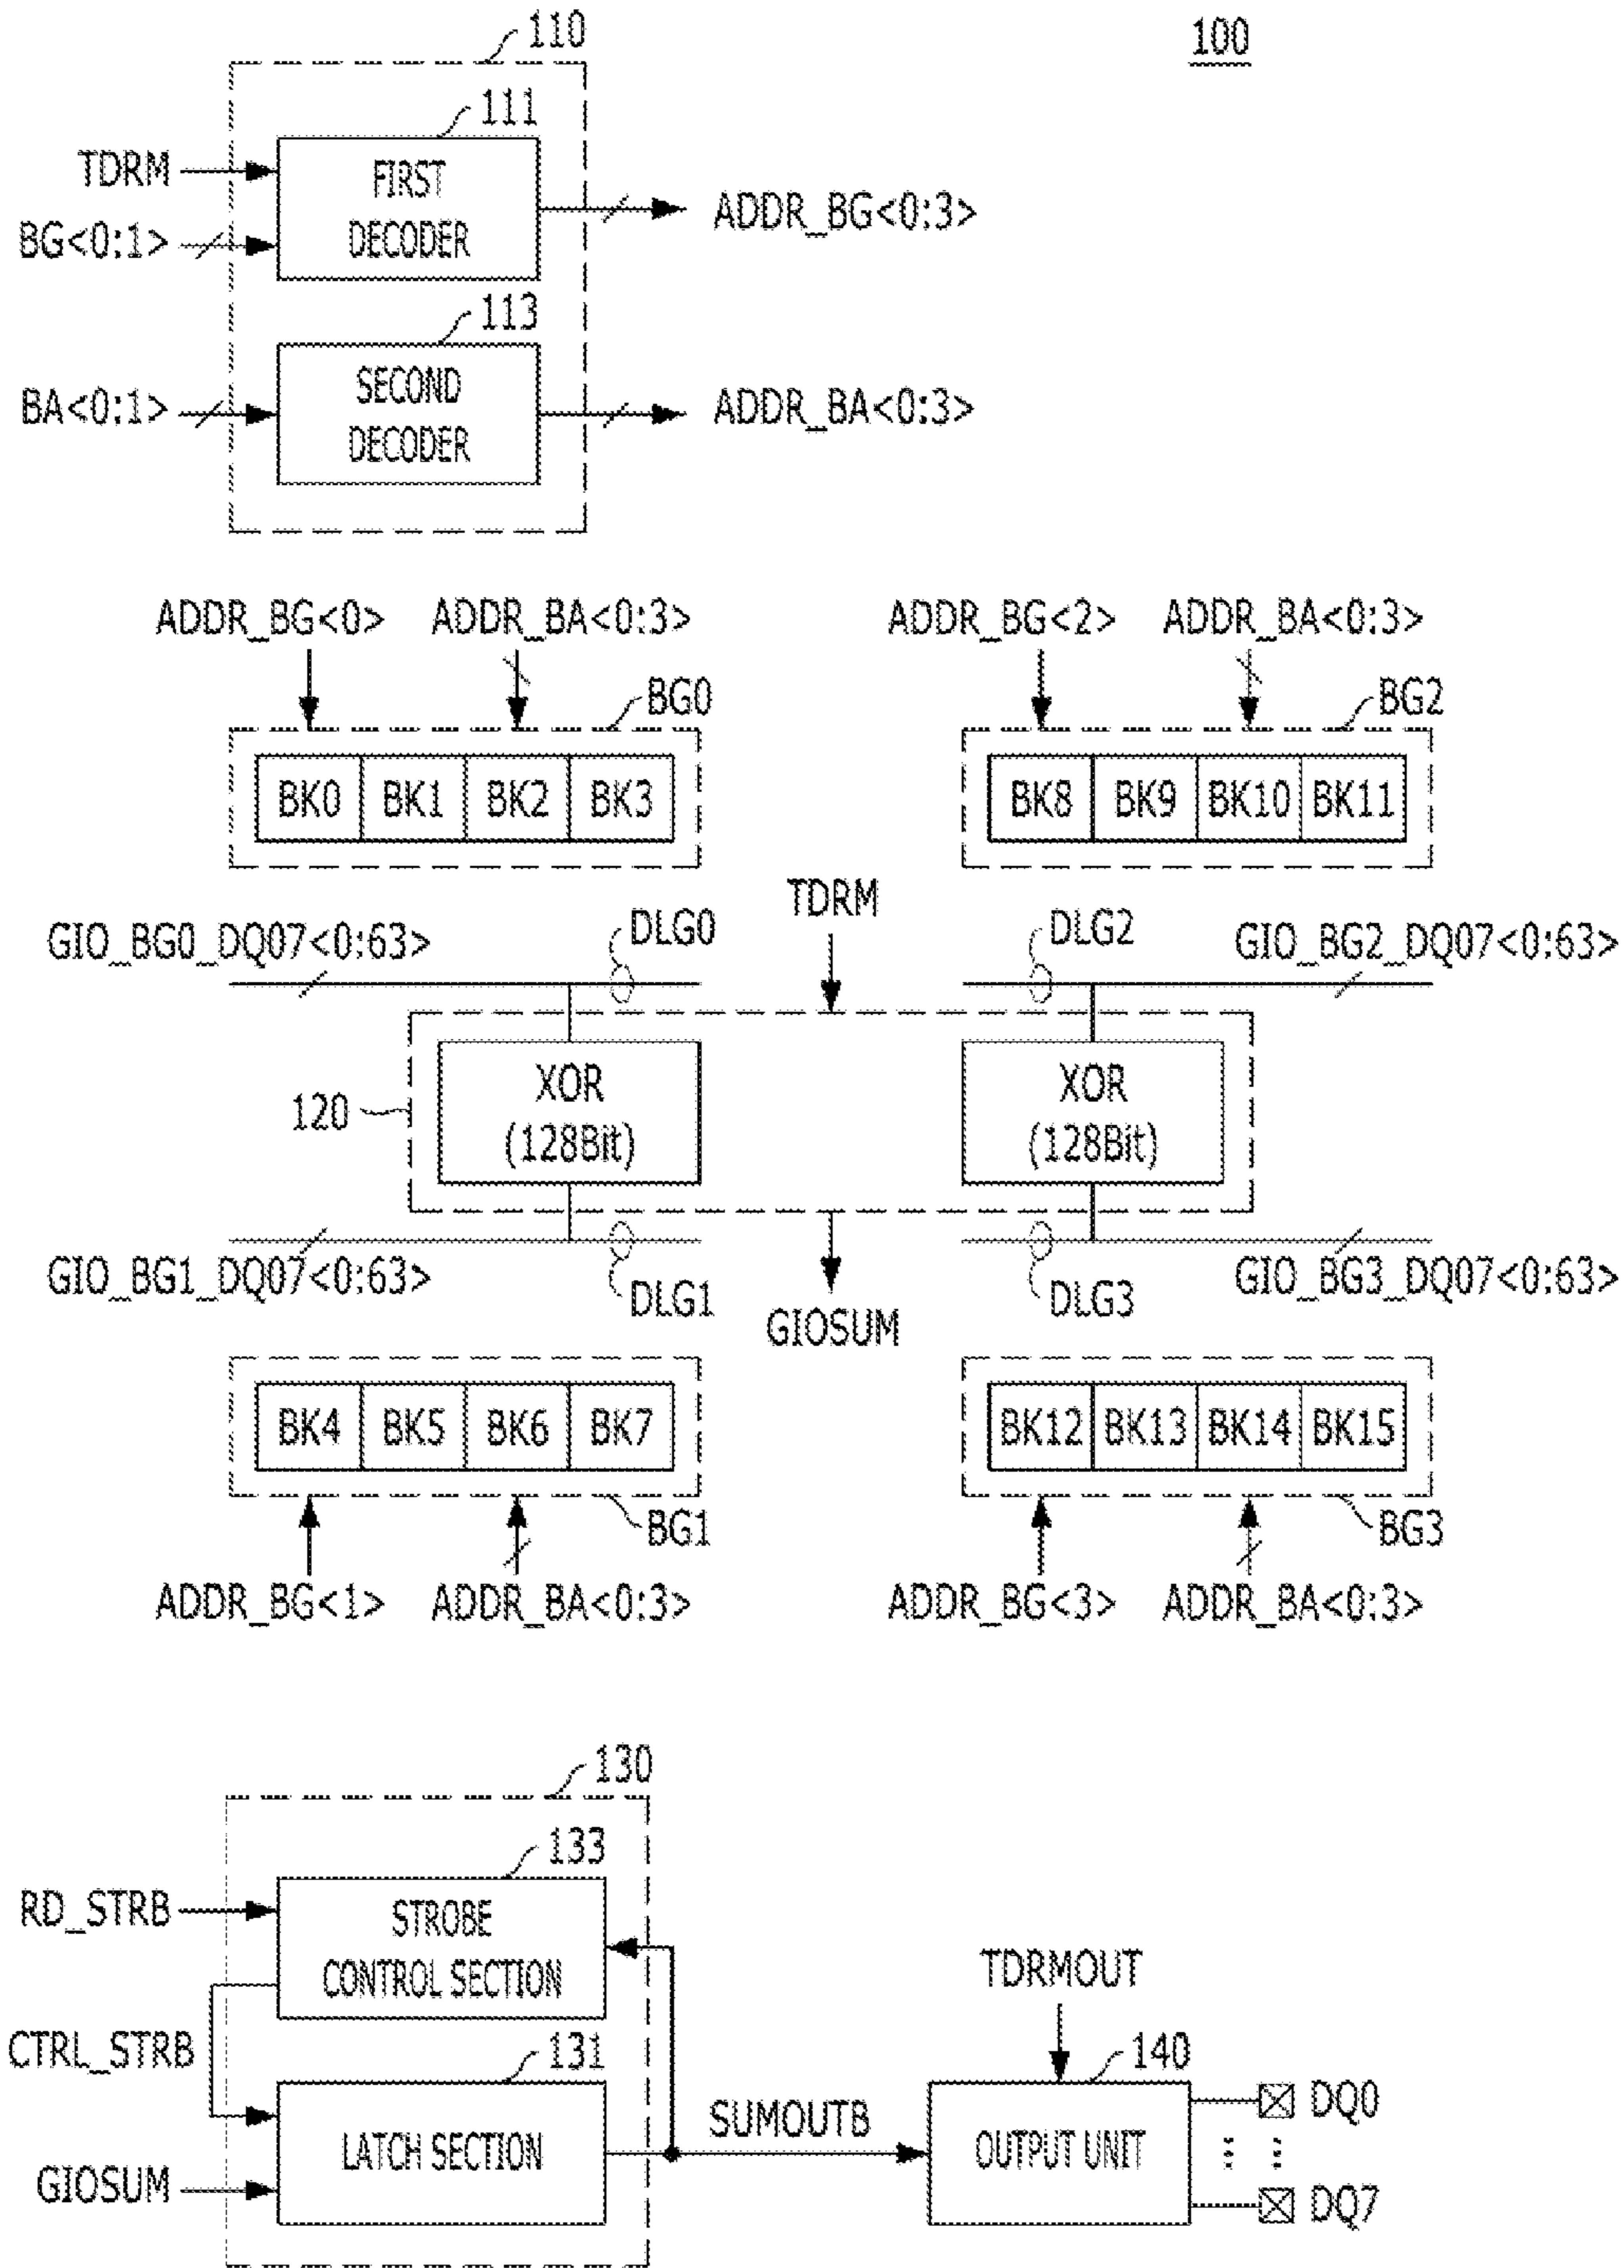 110
100
111
TDRM
FIRST
DECODER
ADDR_BG<0:3>
BG<0:1>
113
BA<0:1>
SECOND
DECODER
ADDR_BA<0:3>
ADDR_BG<0> ADDR_BA<0:3>
ADDR_BG<2> ADDR_BA<0:3>
BG0
BG2
BK0 BK1 BK2 BK3
BK8 BK9 BK10 BK11
TDRM
GIO_BG0_DQ07<0:63>
DLG0
DLG2
GIO_BG2_DQ07<0:63>
120
XOR
(128Bit)
XOR
(128Bit)
GIO_BG1_DQ07<0:63>
DLG1
GIOSUM
DLG3
GIO_BG3_DQ07<0:63>
BK4 BK5 BK6 BK7
BK12 BK13 BK14 BK15
BG1
BG3
ADDR_BG<1> ADDR_BA<0:3>
ADDR_BG<3> ADDR_BA<0:3>
130
133
RD_STRB
STROBE
CONTROL SECTION
CTRL_STRB
131
LATCH SECTION
GIOSUM
SUMOUTB
TDRMOUT
140
OUTPUT UNIT
DQ0
DQ7